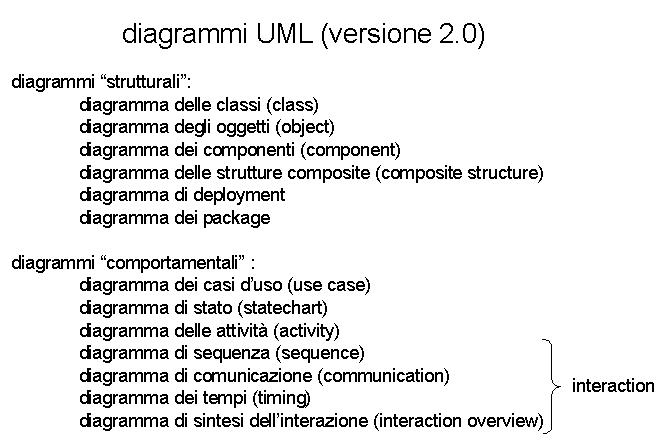 diagrammi UML (versione 2.0)
diagrammi “strutturali”:
diagramma delle classi (class)
diagramma degli oggetti (object)
diagramma dei componenti (component)
diagramma delle strutture composite (composite structure)
diagramma di deployment
diagramma dei package
diagrammi “comportamentali” :
diagramma dei casi d’uso (use case)
diagramma di stato (statechart)
diagramma delle attività (activity)
diagramma di sequenza (sequence)
diagramma di comunicazione (communication)
diagramma dei tempi (timing)
diagramma di sintesi dell’interazione (interaction overview)
interaction